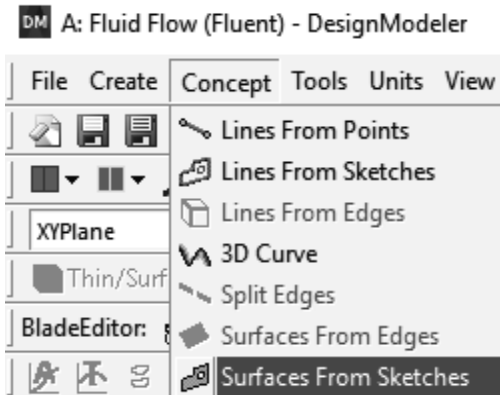 DM A: Fluid Flow (Fluent) - DesignModeler
File Create Concept Tools Units View
Lines From Points
Lines From Sketches
Lines From Edges
XYPlane
3D Curve
Thin/Surf
Split Edges
BladeEditor:
Surfaces From Edges
Surfaces From Sketches